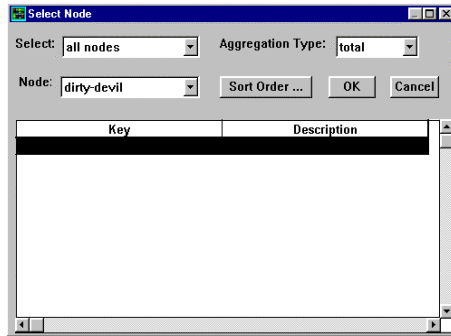 Select Node
Select: all nodes Aggregation Type: total
Node: dirty-devil Sort Order ... OK Cancel
Key Description